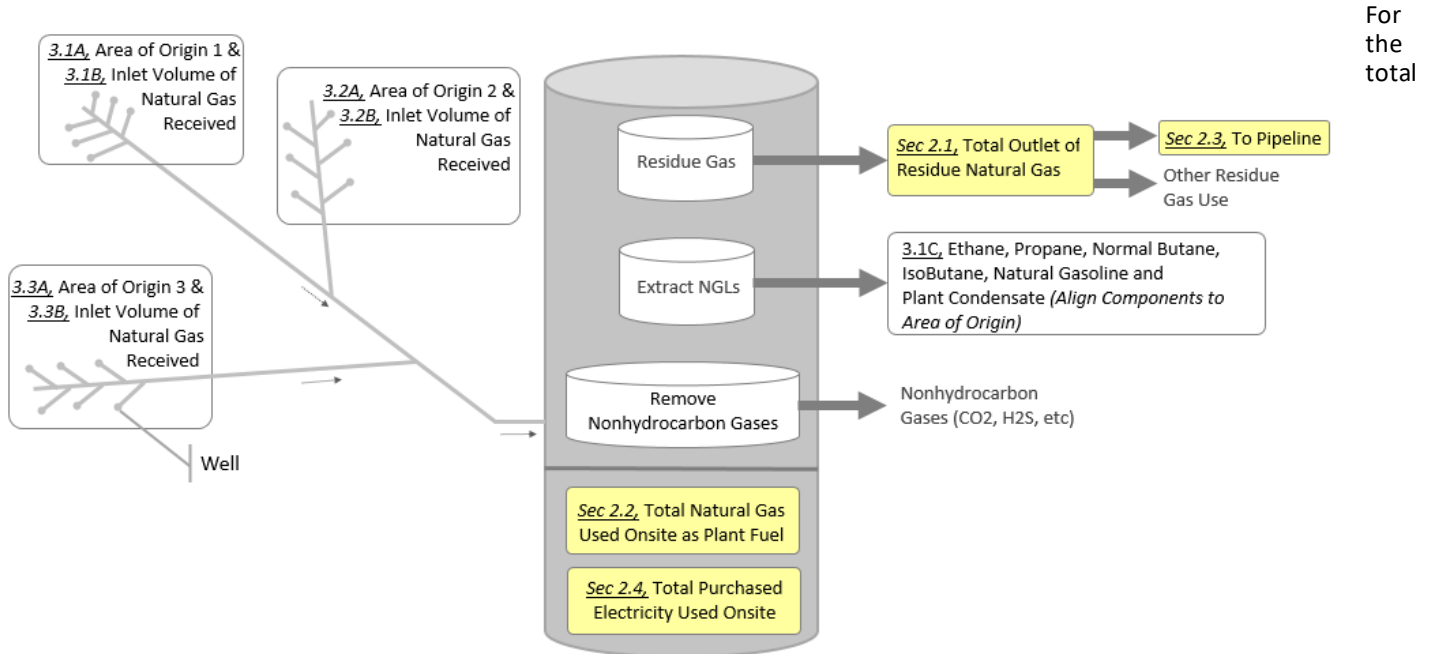 For
the
total
3.1A, Area of Origin 1 &
3.1B, Inlet Volume of
Natural Gas
Received
3.2A, Area of Origin 2 &
3.2B, Inlet Volume of
Natural Gas
Received
3.3A, Area of Origin 3 &
3.3B, Inlet Volume of
Natural Gas
Received
Well
Residue Gas
Sec 2.1, Total Outlet of
Residue Natural Gas
Sec 2.3, To Pipeline
Other Residue
Gas Use
Extract NGLs
3.1C, Ethane, Propane, Normal Butane,
IsoButane, Natural Gasoline and
Plant Condensate (Align Components to
Area of Origin)
Remove
Nonhydrocarbon Gases
Nonhydrocarbon
Gases (CO2, H2S, etc)
Sec 2.2, Total Natural Gas
Used Onsite as Plant Fuel
Sec 2.4, Total Purchased
Electricity Used Onsite